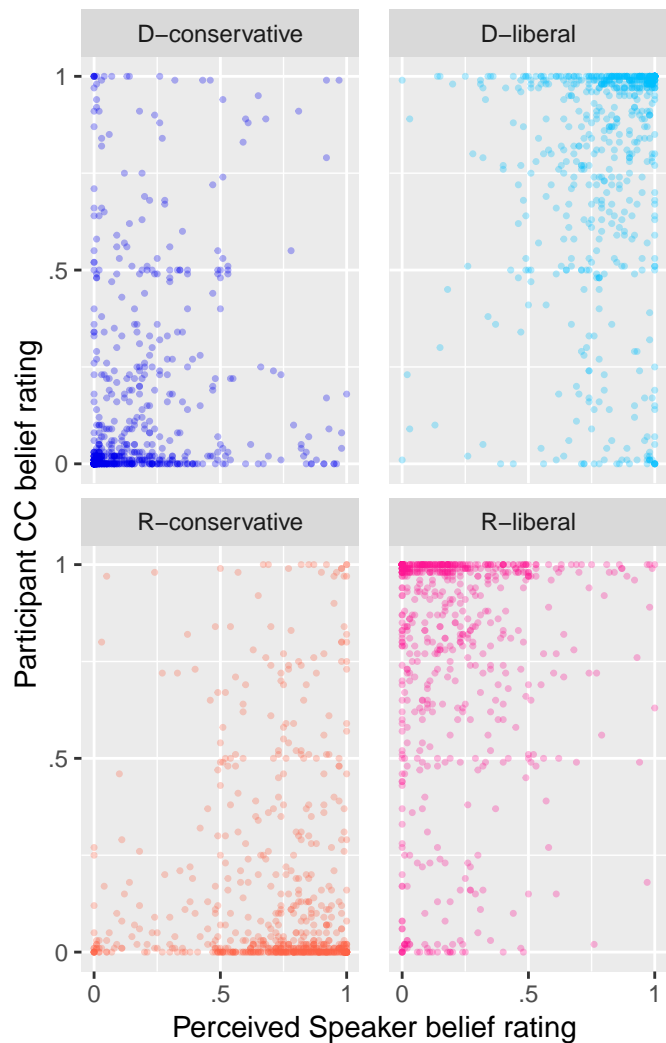 D−conservative
D−liberal
1
.5
0
Participant CC belief rating
R−conservative
R−liberal
1
.5
0
0
.5
1
0
.5
1
Perceived Speaker belief rating